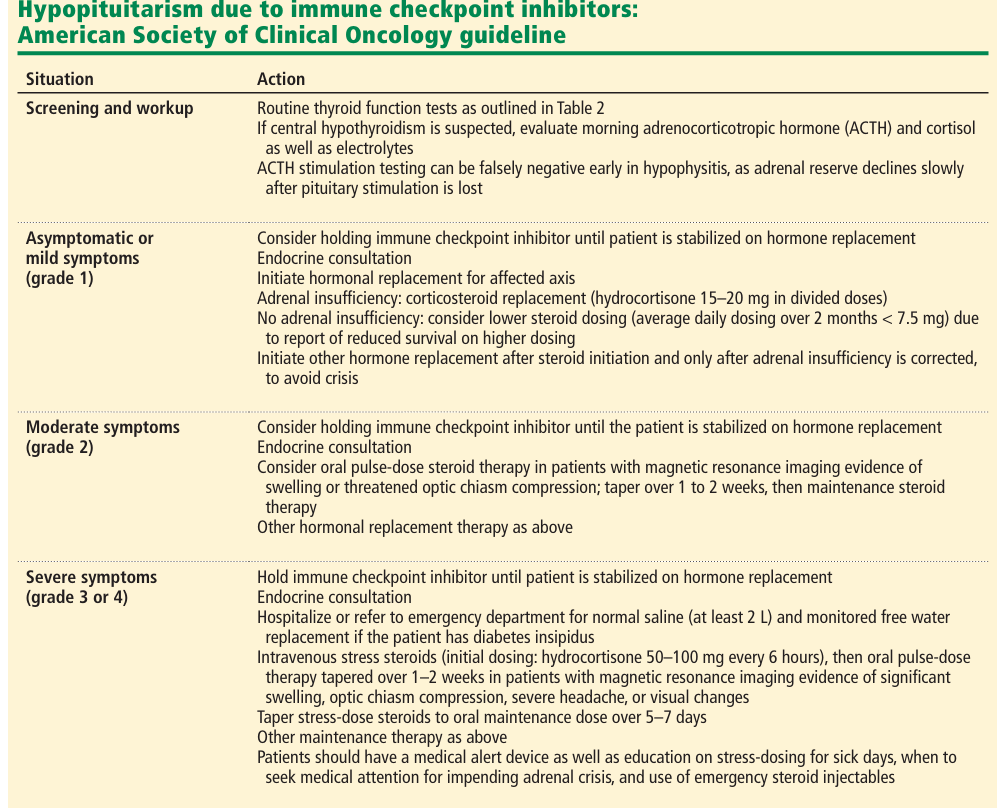 Hypopituitarism due to immune checkpoint inhibitors:
American Society of Clinical Oncology guideline
Situation Action
Screening and workup Routine thyroid function tests as outlined in Table 2
If central hypothyroidism is suspected, evaluate morning adrenocorticotropic hormone (ACTH) and cortisol
as well as electrolytes
ACTH stimulation testing can be falsely negative early in hypophysitis, as adrenal reserve declines slowly
after pituitary stimulation is lost
Asymptomatic or Consider holding immune checkpoint inhibitor until patient is stabilized on hormone replacement
mild symptoms Endocrine consultation
(grade 1) Initiate hormonal replacement for affected axis
Adrenal insufficiency: corticosteroid replacement (hydrocortisone 15–20 mg in divided doses)
No adrenal insufficiency: consider lower steroid dosing (average daily dosing over 2 months < 7.5 mg) due
to report of reduced survival on higher dosing
Initiate other hormone replacement after steroid initiation and only after adrenal insufficiency is corrected,
to avoid crisis
Moderate symptoms Consider holding immune checkpoint inhibitor until the patient is stabilized on hormone replacement
(grade 2) Endocrine consultation
Consider oral pulse-dose steroid therapy in patients with magnetic resonance imaging evidence of
swelling or threatened optic chiasm compression; taper over 1 to 2 weeks, then maintenance steroid
therapy
Other hormonal replacement therapy as above
Severe symptoms Hold immune checkpoint inhibitor until patient is stabilized on hormone replacement
(grade 3 or 4) Endocrine consultation
Hospitalize or refer to emergency department for normal saline (at least 2 L) and monitored free water
replacement if the patient has diabetes insipidus
Intravenous stress steroids (initial dosing: hydrocortisone 50–100 mg every 6 hours), then oral pulse-dose
therapy tapered over 1–2 weeks in patients with magnetic resonance imaging evidence of significant
swelling, optic chiasm compression, severe headache, or visual changes
Taper stress-dose steroids to oral maintenance dose over 5–7 days
Other maintenance therapy as above
Patients should have a medical alert device as well as education on stress-dosing for sick days, when to
seek medical attention for impending adrenal crisis, and use of emergency steroid injectables